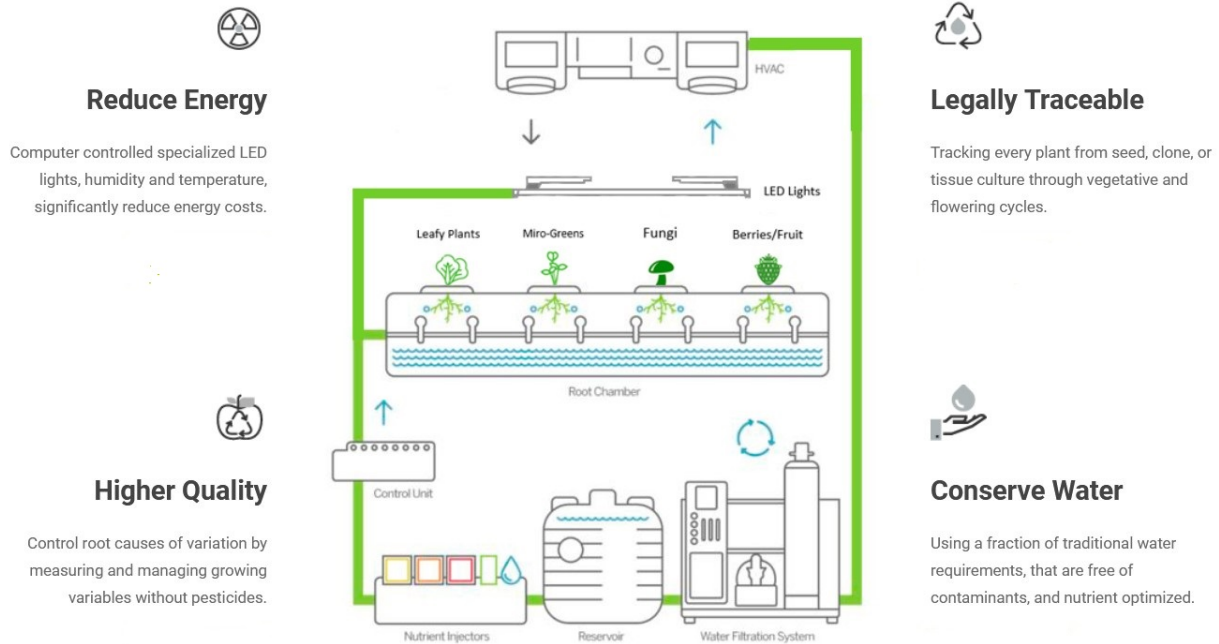 Reduce Energy
Computer controlled specialized LED
lights, humidity and temperature,
significantly reduce energy costs.
Higher Quality
Control root causes of variation by
measuring and managing growing
variables without pesticides.
HVAC
LED Lights
Leafy Plants
Miro-Greens
Fungi
Berries/Fruit
Root Chamber
Control Unit
Nutrient Injectors
Reservoir
Water Filtration System
Legally Traceable
Tracking every plant from seed, clone, or
tissue culture through vegetative and
flowering cycles.
Conserve Water
Using a fraction of traditional water
requirements, that are free of
contaminants, and nutrient optimized.